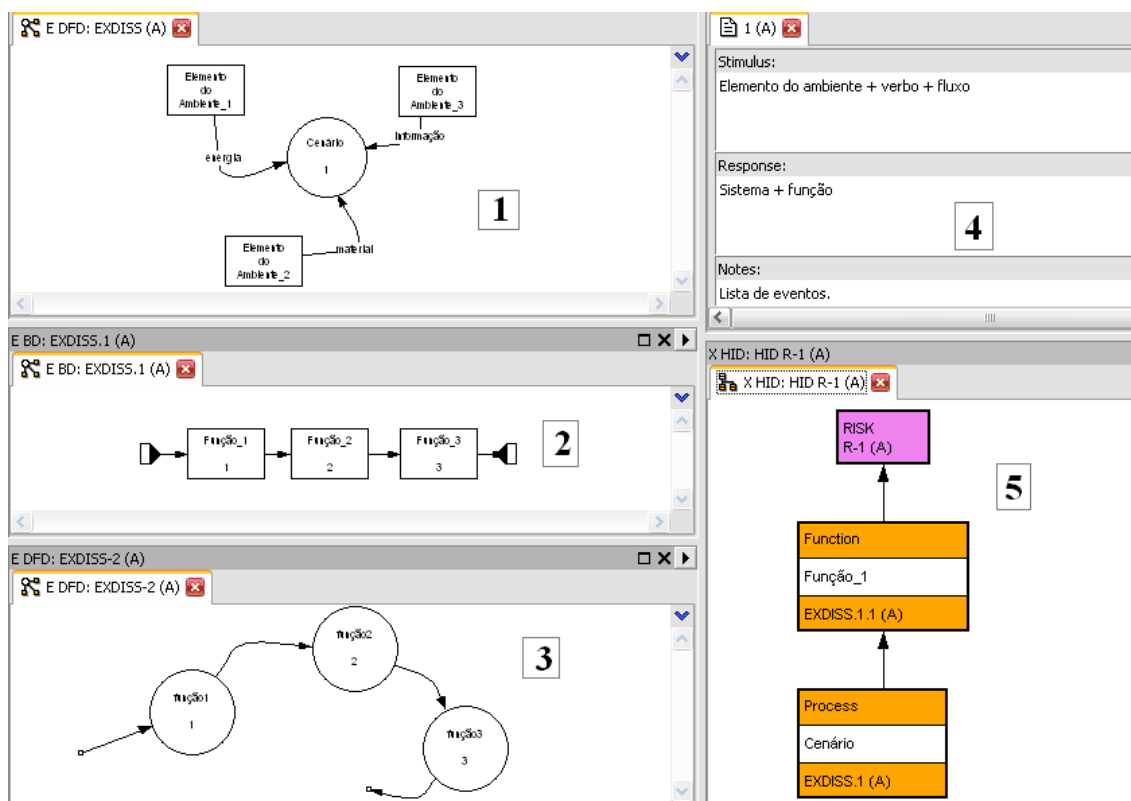 E DFD: EXDISS (A)
Elemento
do
Ambiente_1
Elemento
do
Ambiente_3
energia
Informação
Cenário
1
Elemento
do
Ambiente_2
material
1
E BD: EXDISS.1 (A)
E BD: EXDISS.1 (A)
Função_1
1
Função_2
2
Função_3
3
2
E DFD: EXDISS-2 (A)
E DFD: EXDISS-2 (A)
função1
1
função2
2
função3
3
3
1 (A)
Stimulus:
Elemento do ambiente + verbo + fluxo
Response:
Sistema + função
4
Notes:
Lista de eventos.
X HID: HID R-1 (A)
X HID: HID R-1 (A)
RISK
R-1 (A)
5
Function
Função_1
EXDISS.1.1 (A)
Process
Cenário
EXDISS.1 (A)